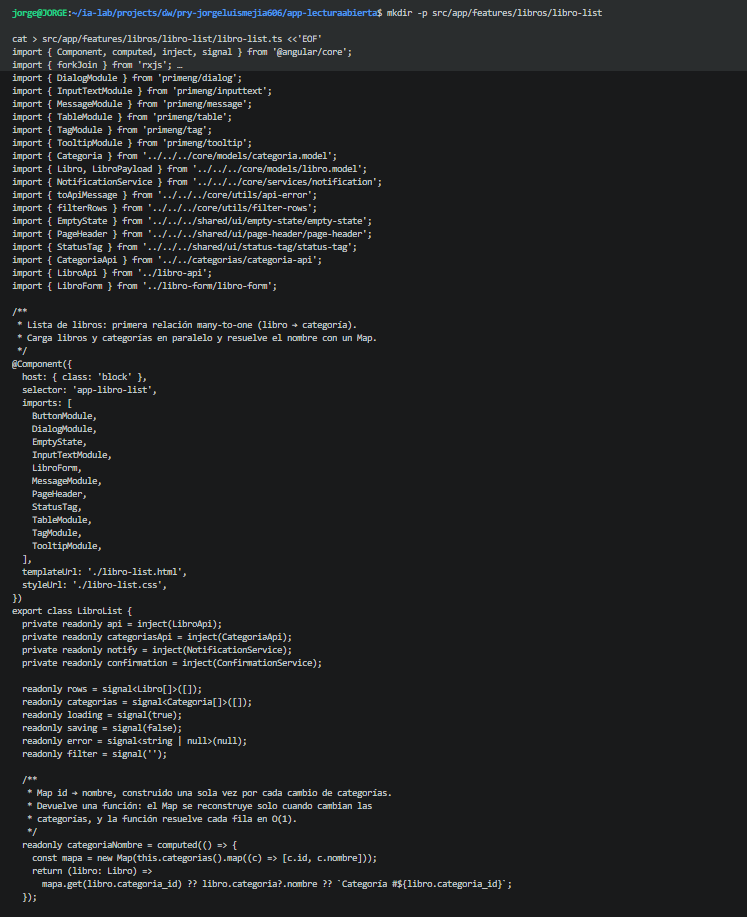 jorge@JORGE:~/ia-lab/projects/dw/pry-jorgeluismejia606/app-lecturaabierta$ mkdir -p src/app/features/libros/libro-list

cat > src/app/features/libros/libro-list/libro-list.ts <<'EOF'
import { Component, computed, inject, signal } from '@angular/core';
import { forkJoin } from 'rxjs'; …
import { DialogModule } from 'primeng/dialog';
import { InputTextModule } from 'primeng/inputtext';
import { MessageModule } from 'primeng/message';
import { TableModule } from 'primeng/table';
import { TagModule } from 'primeng/tag';
import { TooltipModule } from 'primeng/tooltip';
import { Categoria } from '../../../core/models/categoria.model';
import { Libro, LibroPayload } from '../../../core/models/libro.model';
import { NotificationService } from '../../../core/services/notification';
import { toApiMessage } from '../../../core/utils/api-error';
import { filterRows } from '../../../core/utils/filter-rows';
import { EmptyState } from '../../../shared/ui/empty-state/empty-state';
import { PageHeader } from '../../../shared/ui/page-header/page-header';
import { StatusTag } from '../../../shared/ui/status-tag/status-tag';
import { CategoriaApi } from '../../categorias/categoria-api';
import { LibroApi } from '../libro-api';
import { LibroForm } from '../libro-form/libro-form';

/**
 * Lista de libros: primera relación many-to-one (libro → categoría).
 * Carga libros y categorías en paralelo y resuelve el nombre con un Map.
 */
@Component({
  host: { class: 'block' },
  selector: 'app-libro-list',
  imports: [
    ButtonModule,
    DialogModule,
    EmptyState,
    InputTextModule,
    LibroForm,
    MessageModule,
    PageHeader,
    StatusTag,
    TableModule,
    TagModule,
    TooltipModule,
  ],
  templateUrl: './libro-list.html',
  styleUrl: './libro-list.css',
})
export class LibroList {
  private readonly api = inject(LibroApi);
  private readonly categoriasApi = inject(CategoriaApi);
  private readonly notify = inject(NotificationService);
  private readonly confirmation = inject(ConfirmationService);

  readonly rows = signal<Libro[]>([]);
  readonly categorias = signal<Categoria[]>([]);
  readonly loading = signal(true);
  readonly saving = signal(false);
  readonly error = signal<string | null>(null);
  readonly filter = signal('');

  /**
   * Map id → nombre, construido una sola vez por cada cambio de categorías.
   * Devuelve una función: el Map se reconstruye solo cuando cambian las
   * categorías, y la función resuelve cada fila en O(1).
   */
  readonly categoriaNombre = computed(() => {
    const mapa = new Map(this.categorias().map((c) => [c.id, c.nombre]));
    return (libro: Libro) =>
      mapa.get(libro.categoria_id) ?? libro.categoria?.nombre ?? `Categoría #${libro.categoria_id}`;
  });